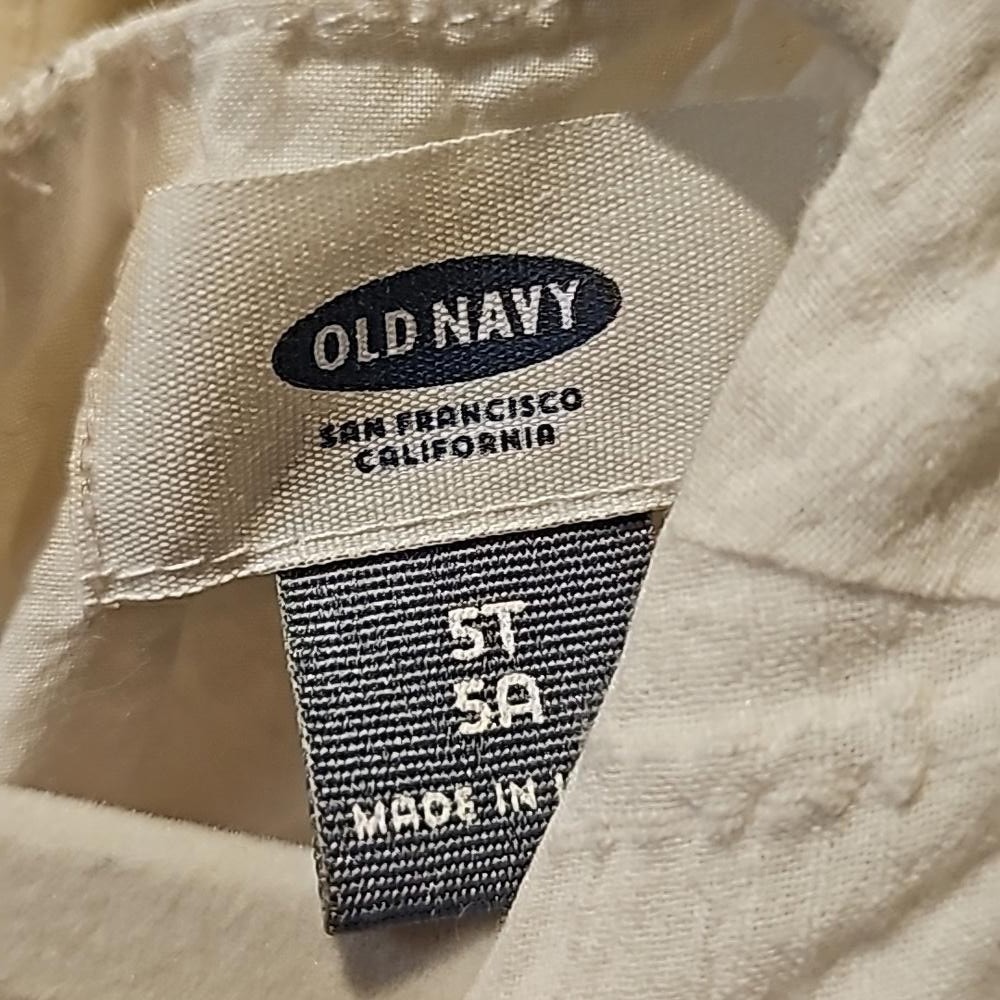 OLD NAVY
SAN FRANCISCO
CALIFORNIA
5T
5A
MADE IN